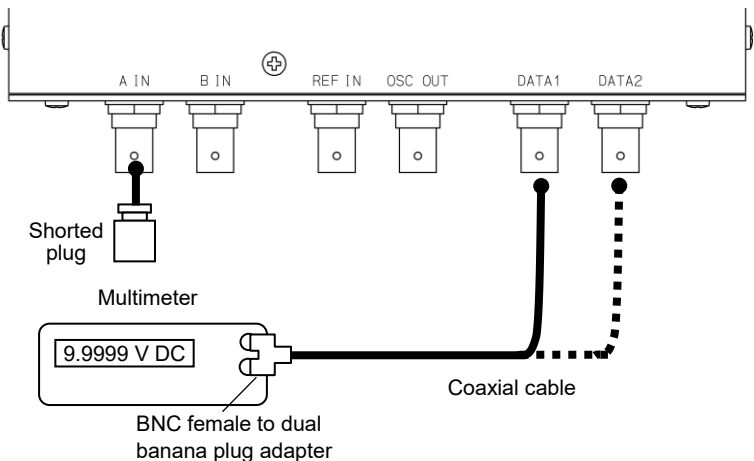 A IN B IN REF IN OSC OUT DATA1 DATA2
Shorted
plug
Multimeter
9.9999 V DC
Coaxial cable
BNC female to dual
banana plug adapter